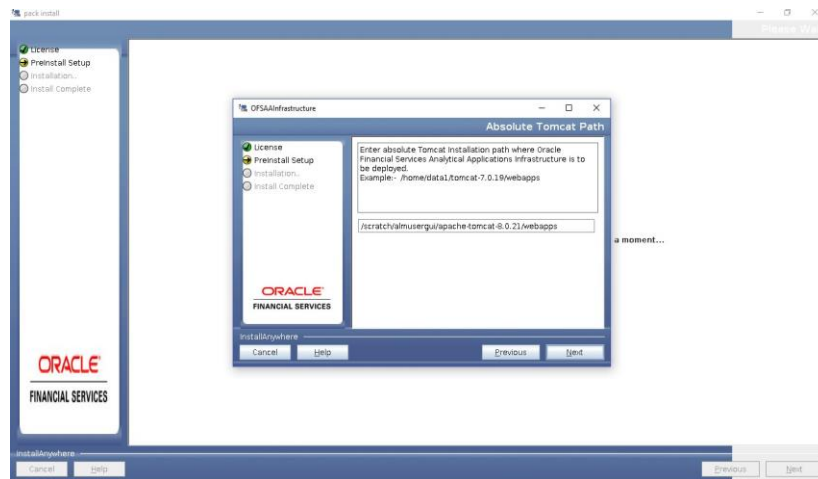 pack install
Please Wa
License
Preinstall Setup
Installation..
Install Complete
OFSAAInfrastructure
Absolute Tomcat Path
License
Preinstall Setup
Installation..
Install Complete
Enter absolute Tomcat Installation path where Oracle
Financial Services Analytical Applications Infrastructure is to
be deployed.
Example:- /home/data1/tomcat-7.0.19/webapps
/scratch/almusergui/apache-tomcat-8.0.21/webapps
a moment...
ORACLE
FINANCIAL SERVICES
InstallAnywhere
Cancel
Help
Previous
Next
ORACLE
FINANCIAL SERVICES
InstallAnywhere
Cancel
Help
Previous
Next